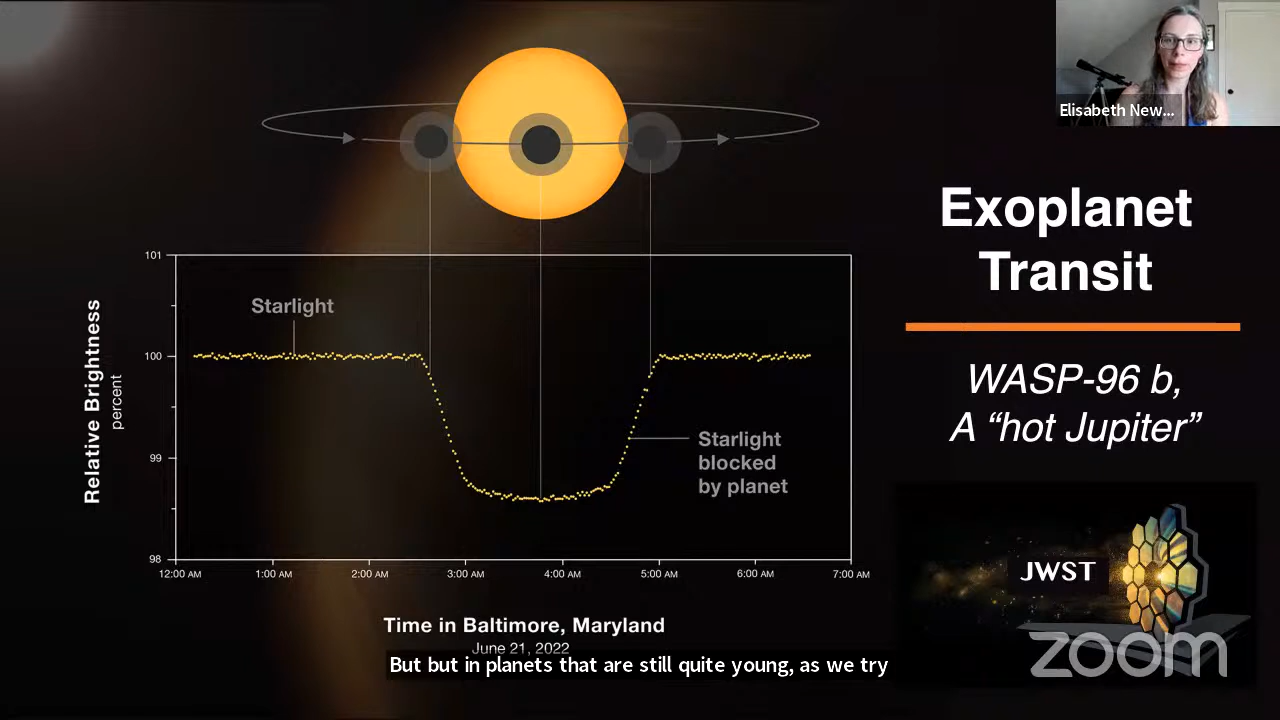 Elisabeth New...
Exoplanet
Transit
WASP-96 b,
A “hot Jupiter”
101
100
99
98
Relative Brightness
percent
Starlight
Starlight
blocked
by planet
12:00 AM
1:00 AM
2:00 AM
3:00 AM
4:00 AM
5:00 AM
6:00 AM
7:00 AM
Time in Baltimore, Maryland
June 21, 2022
JWST
zoom
But but in planets that are still quite young, as we try